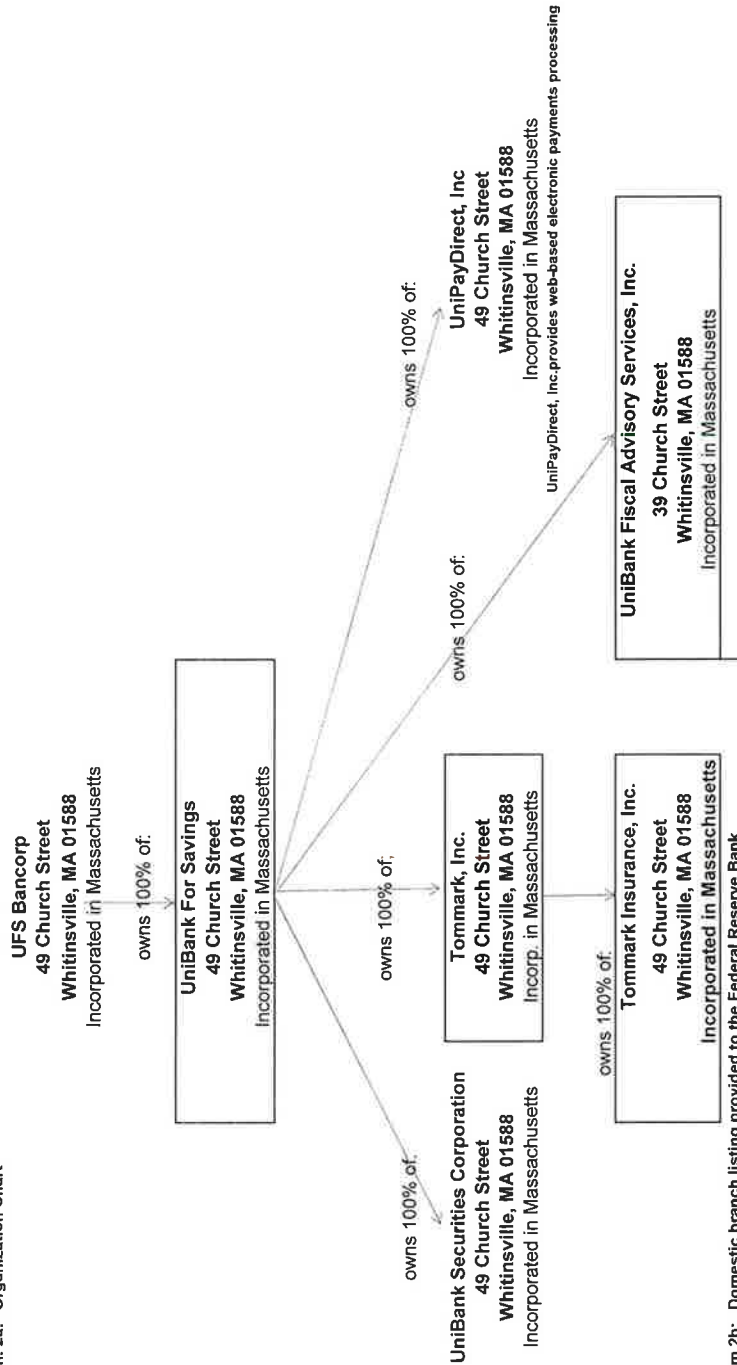 Organization Chart
UFS Bancorp
49 Church Street
Whitinsville, MA 01588
Incorporated in Massachusetts
owns 100% of:
UniBank For Savings
49 Church Street
Whitinsville, MA 01588
Incorporated in Massachusetts
owns 100% of:
UniBank Securities Corporation
49 Church Street
Whitinsville, MA 01588
Incorporated in Massachusetts
owns 100% of:
Tommark, Inc.
49 Church Street
Whitinsville, MA 01588
Incorp. in Massachusetts
owns 100% of:
Tommark Insurance, Inc.
49 Church Street
Whitinsville, MA 01588
Incorporated in Massachusetts
owns 100% of:
UniBank Fiscal Advisory Services, Inc.
39 Church Street
Whitinsville, MA 01588
Incorporated in Massachusetts
owns 100% of:
UniPayDirect, Inc
49 Church Street
Whitinsville, MA 01588
Incorporated in Massachusetts
UniPayDirect, Inc.provides web-based electronic payments processing
m 2b: Domestic branch listing provided to the Federal Reserve Bank